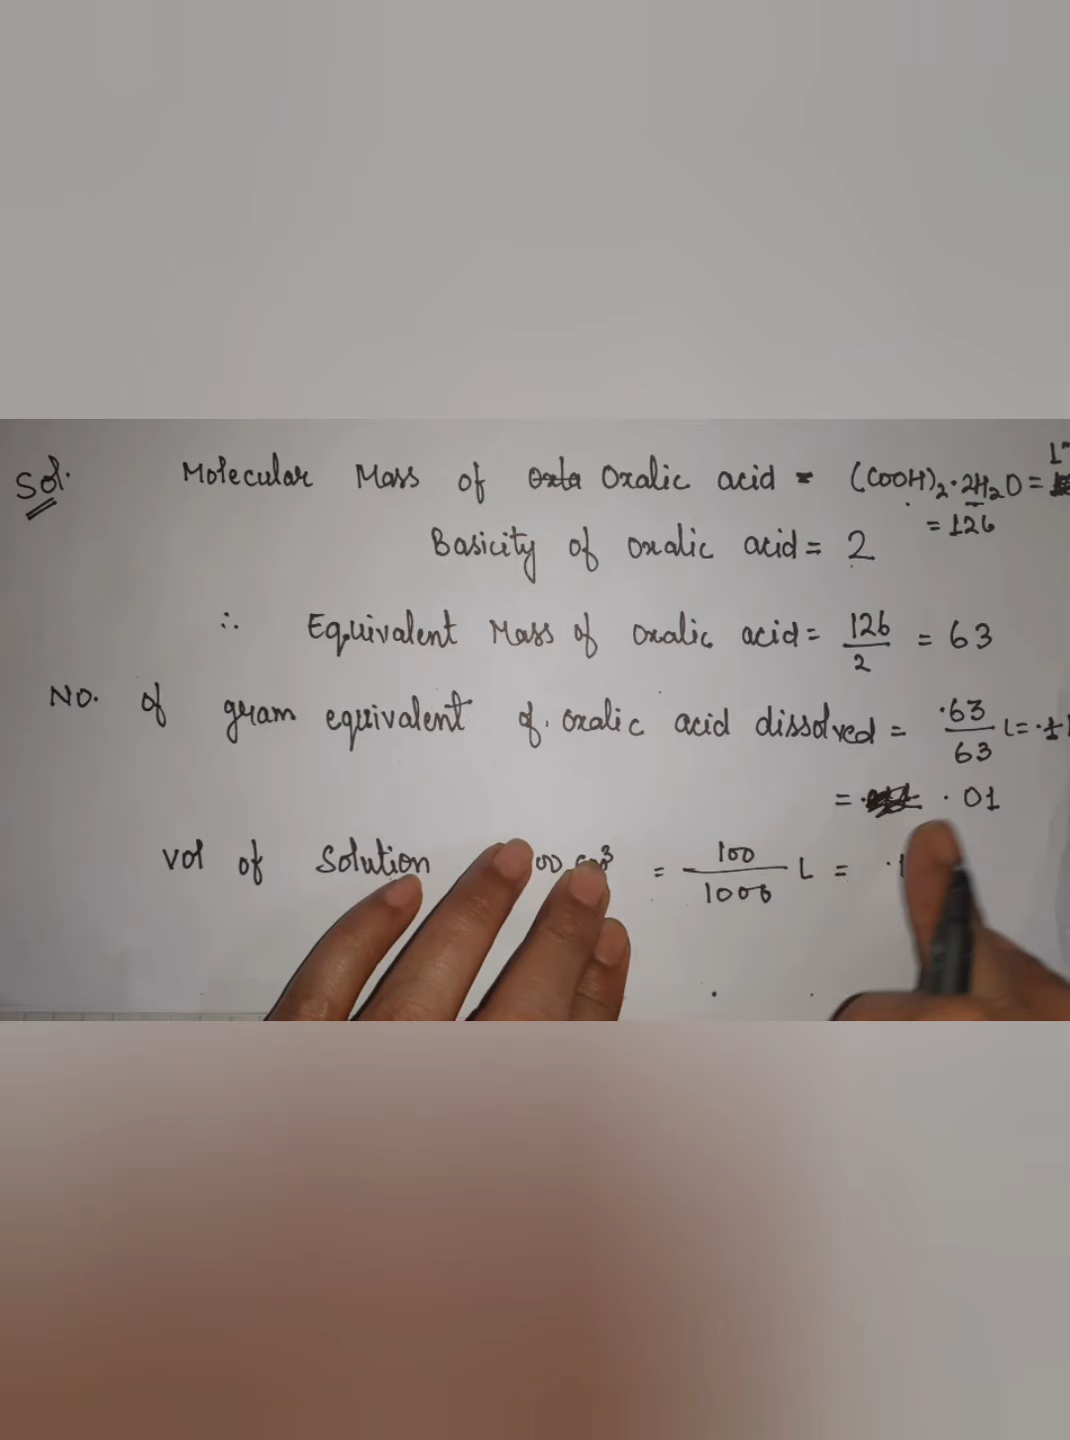 Sol. Molecular Mass of Oxalic acid = (COOH)₂·2H₂O =
= 126
Basicity of oxalic acid = 2
∴ Equivalent Mass of oxalic acid = 126/2 = 63
No. of gram equivalent of oxalic acid dissolved = .63/63 L =
= .01
Vol of Solution = 100/1000 L = .1